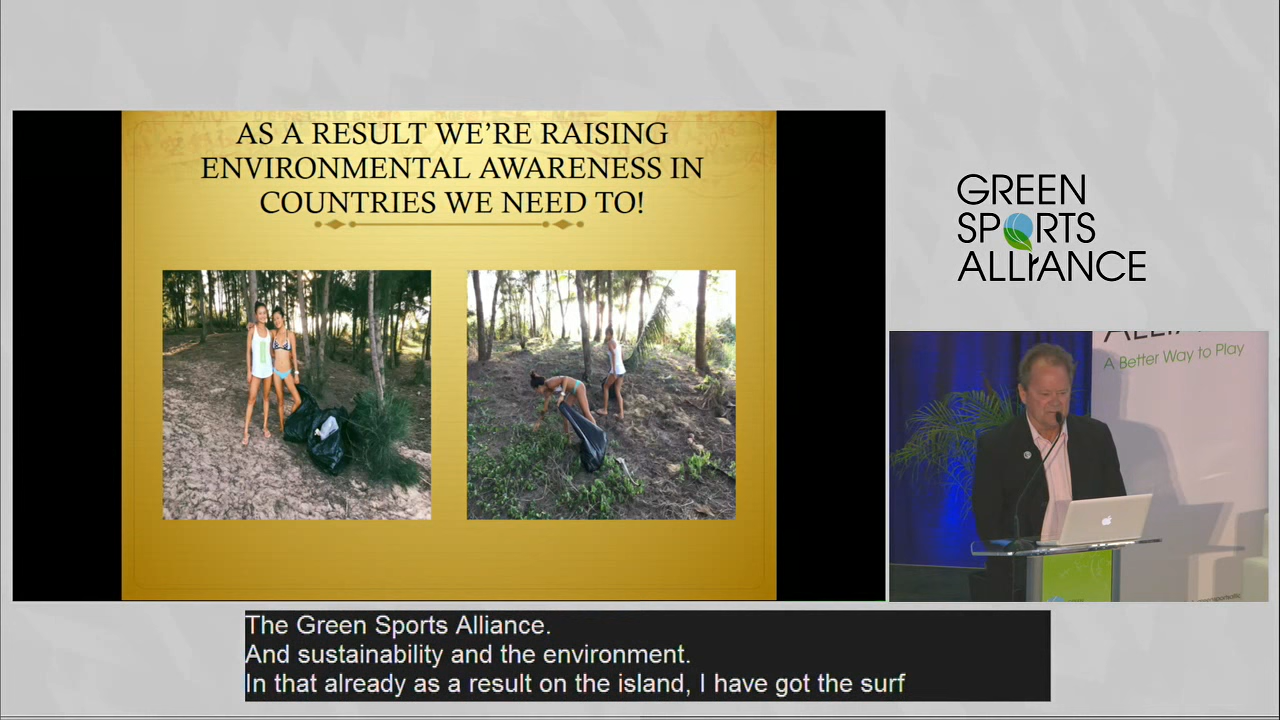 AS A RESULT WE'RE RAISING
ENVIRONMENTAL AWARENESS IN
COUNTRIES WE NEED TO!
GREEN
SPORTS
ALLIANCE
A Better Way to Play
The Green Sports Alliance.
And sustainability and the environment.
In that already as a result on the island, I have got the surf